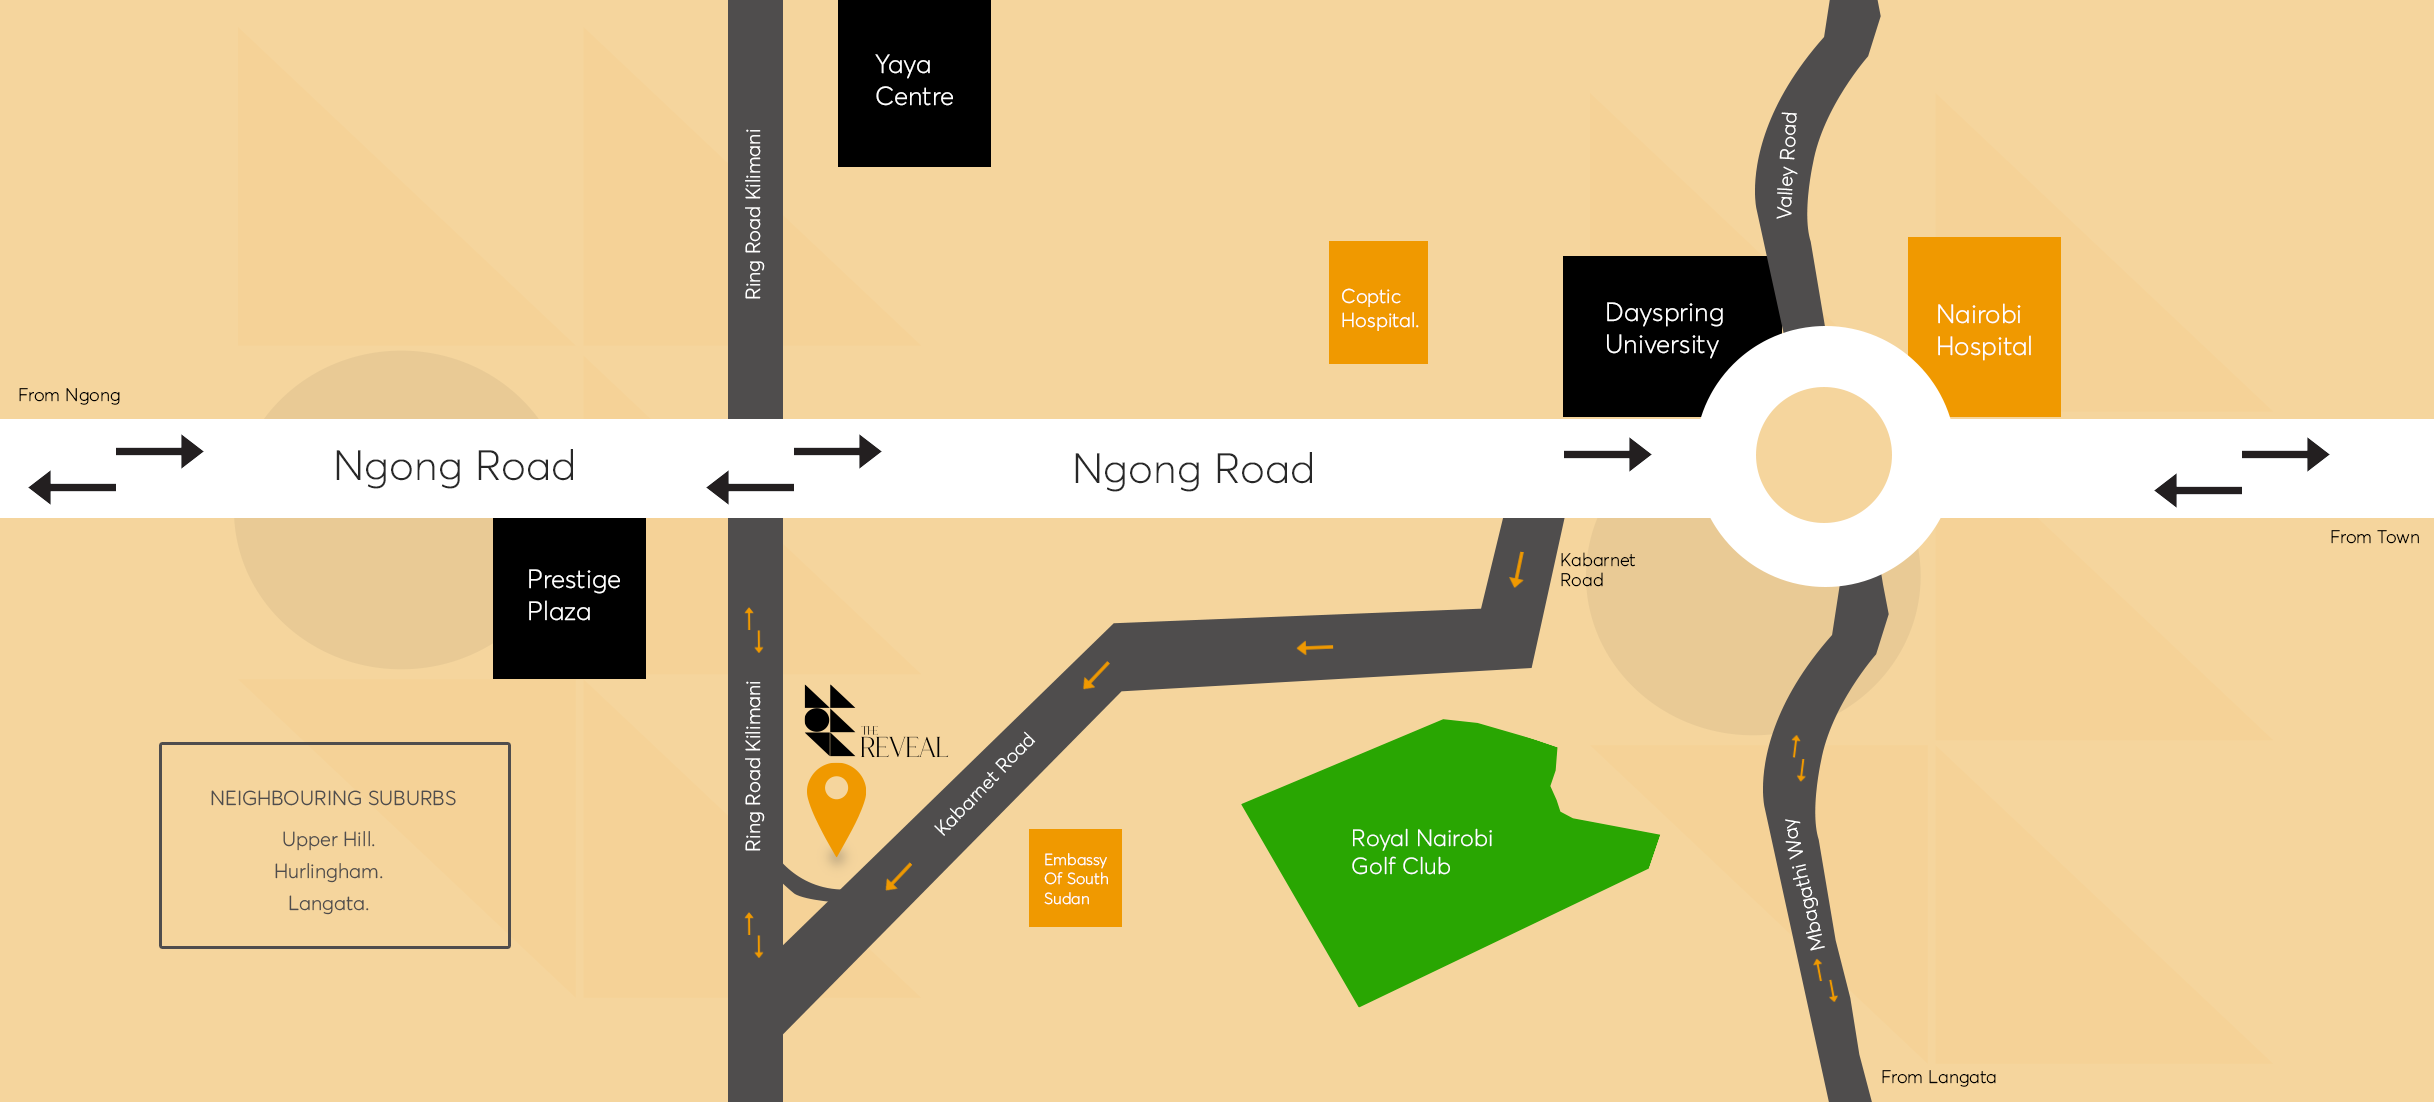 Yaya
Centre
Ring Road Kilimani
Valley Road
Coptic
Hospital.
Dayspring
University
Nairobi
Hospital
From Ngong
Ngong Road
Ngong Road
From Town
Prestige
Plaza
Kabarnet
Road
Ring Road Kilimani
THE
REVEAL
Kabarnet Road
NEIGHBOURING SUBURBS
Upper Hill.
Hurlingham.
Langata.
Embassy
Of South
Sudan
Royal Nairobi
Golf Club
Mbagathi Way
From Langata